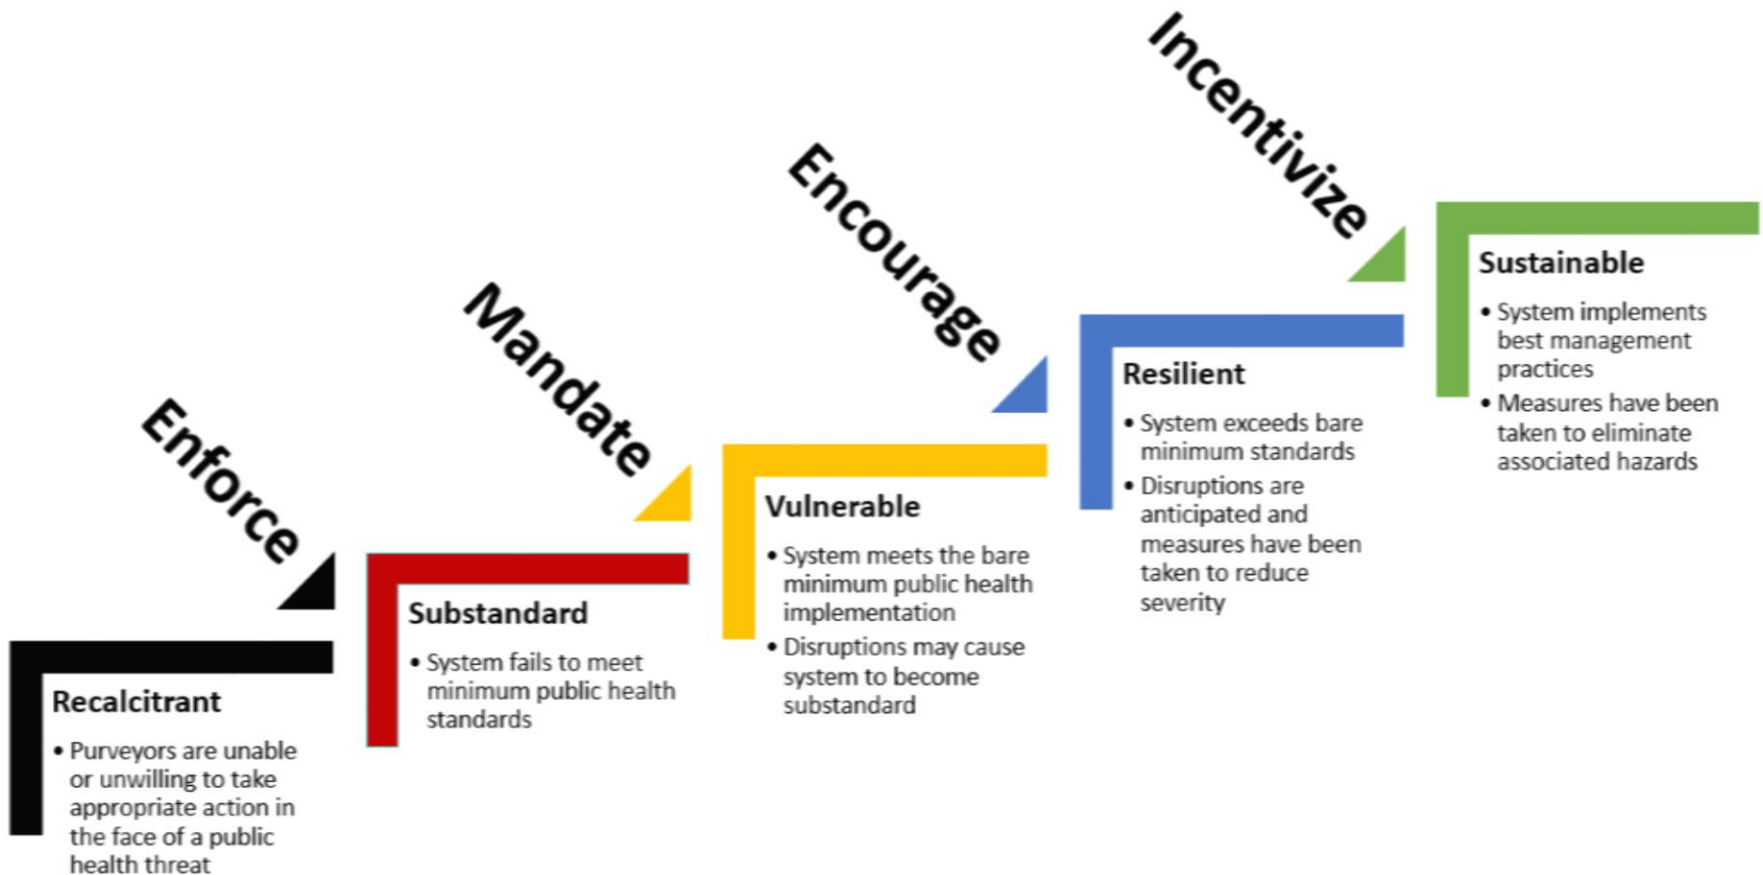 Enforce
Mandate
Encourage
Incentivize
Recalcitrant
• Purveyors are unable
or unwilling to take
appropriate action in
the face of a public
health threat
Substandard
• System fails to meet
minimum public health
standards
Vulnerable
• System meets the bare
minimum public health
implementation
• Disruptions may cause
system to become
substandard
Resilient
• System exceeds bare
minimum standards
• Disruptions are
anticipated and
measures have been
taken to reduce
severity
Sustainable
• System implements
best management
practices
• Measures have been
taken to eliminate
associated hazards